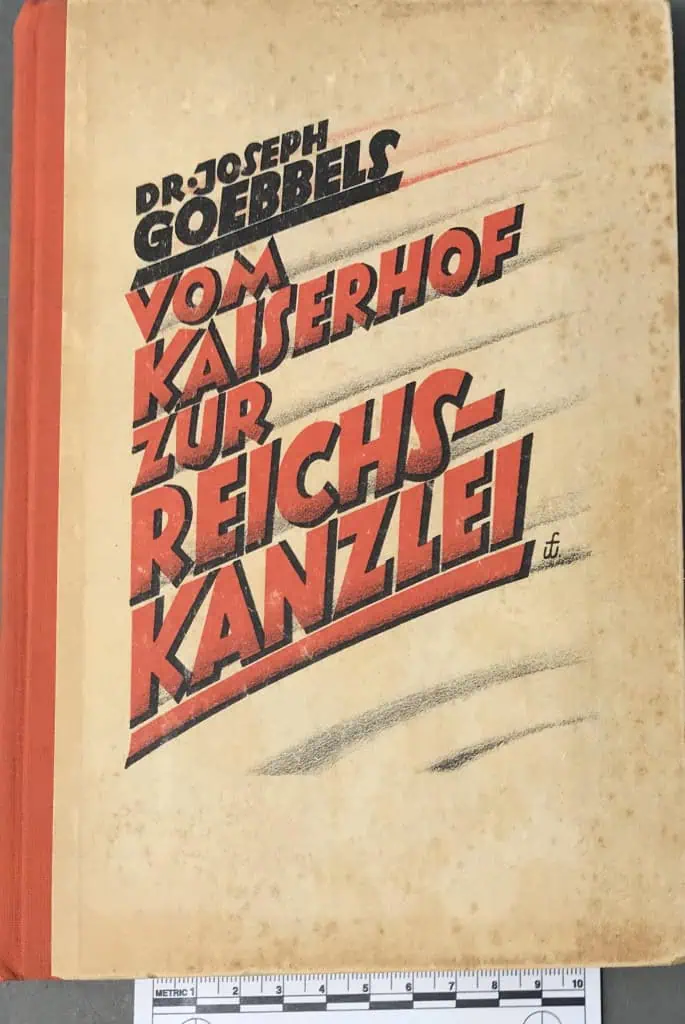 DR. JOSEPH
GOEBBELS
VOM
KAISERHOF
ZUR
REICHS-
KANZLEI
METRIC 1 2 3 4 5 6 7 8 9 10